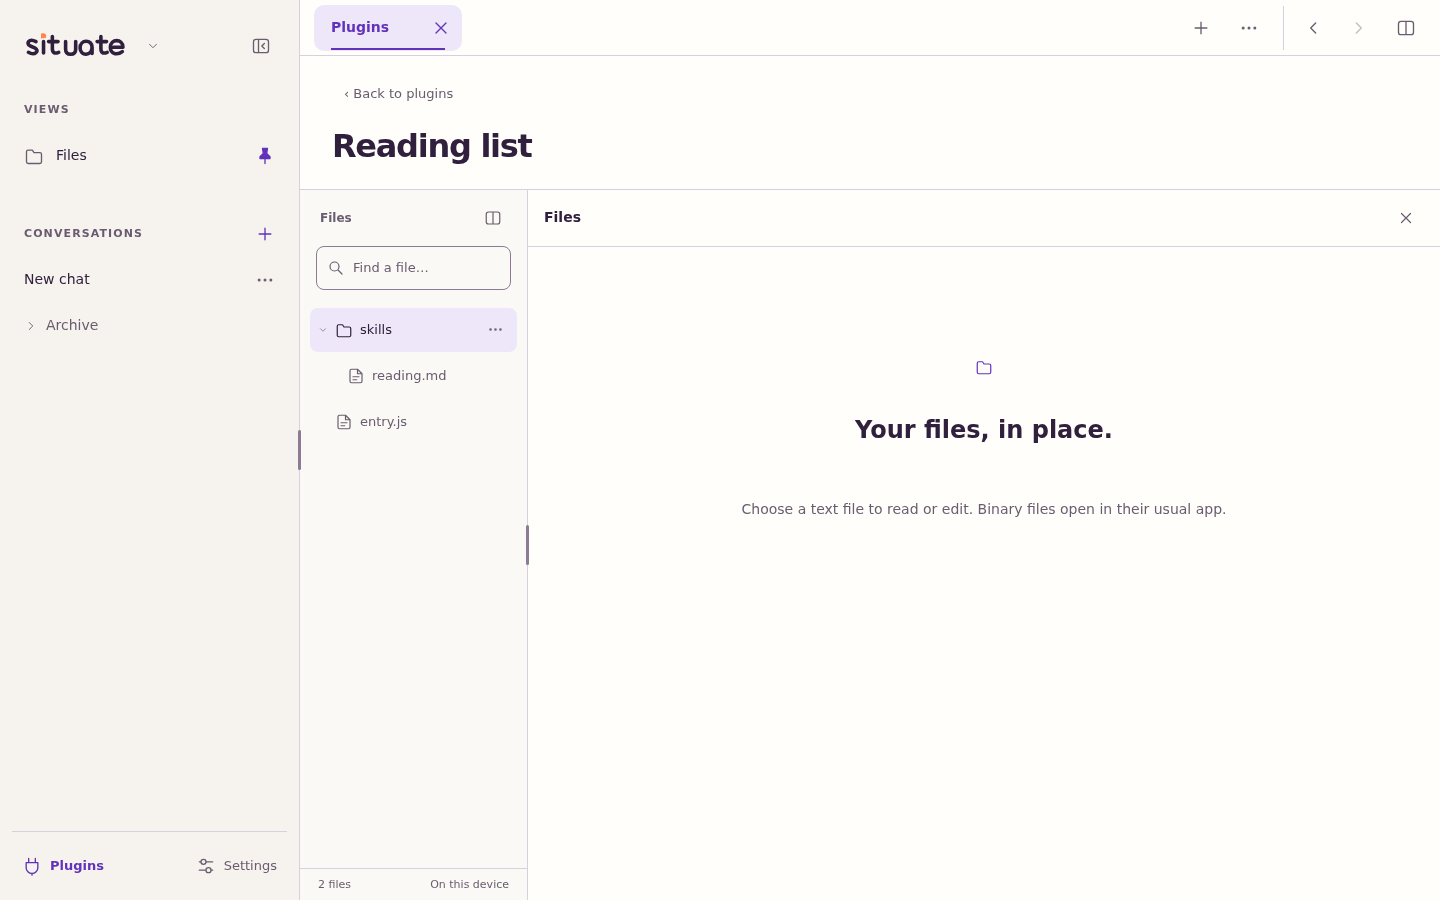 situate
VIEWS
Files
CONVERSATIONS
New chat
Archive
Plugins
Settings
Plugins
‹ Back to plugins
Reading list
Files
Find a file...
skills
reading.md
entry.js
2 files
On this device
Files
Your files, in place.
Choose a text file to read or edit. Binary files open in their usual app.